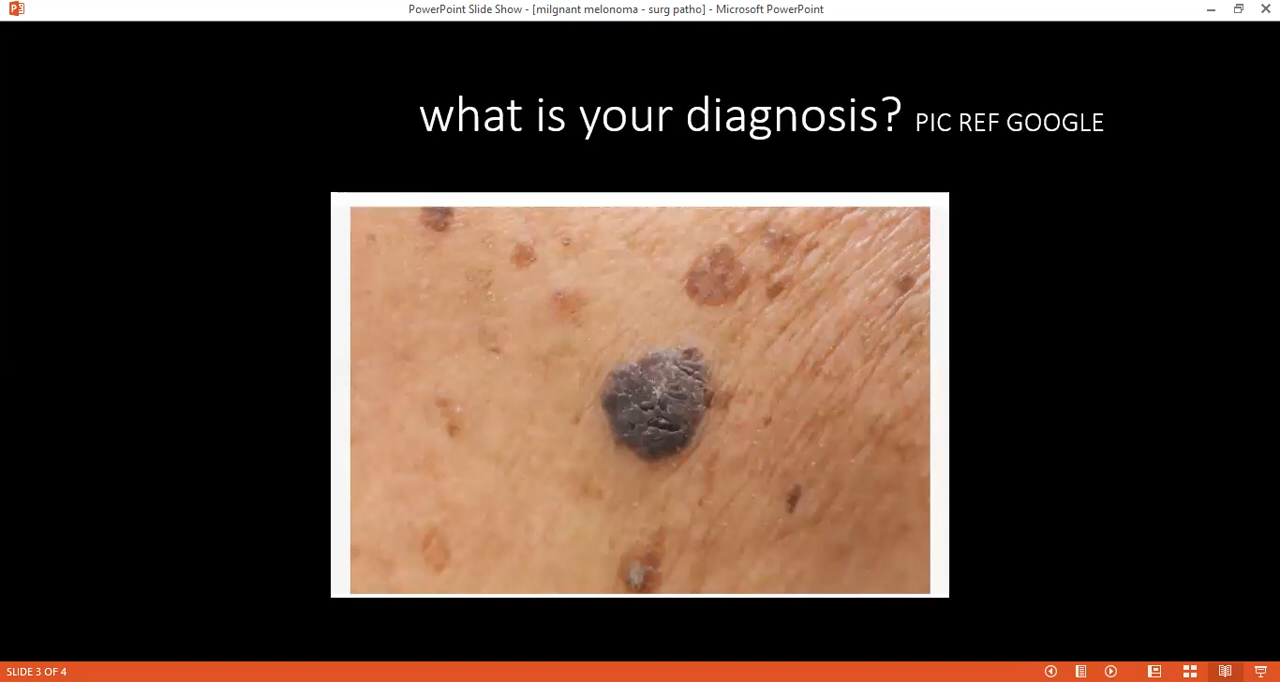 PowerPoint Slide Show - [milgnant melonoma - surg patho] - Microsoft PowerPoint
what is your diagnosis? PIC REF GOOGLE
SLIDE 3 OF 4